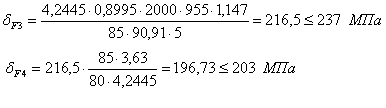 δF3 = 4,2445·0,8995·2000·955·1,147 / 85·90,91·5 = 216,5 ≤ 237 МПа
δF4 = 216,5· 85·3,63 / 80·4,2445 = 196,73 ≤ 203 МПа